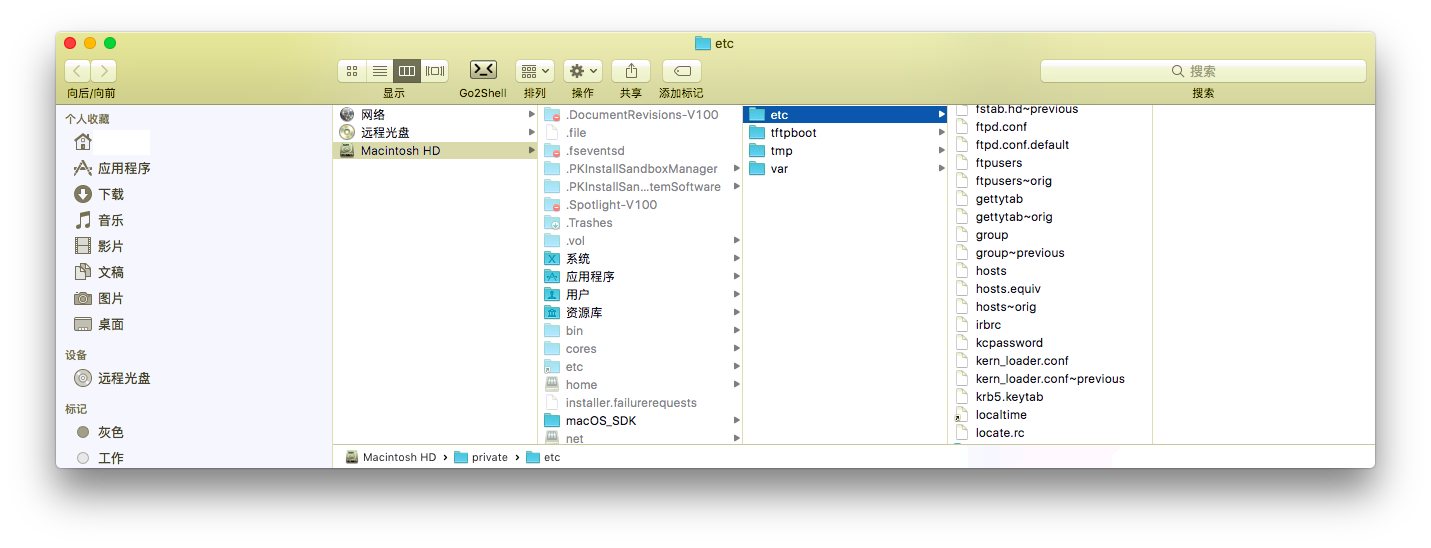 etc
向后/向前
显示
Go2Shell
排列
操作
共享
添加标记
搜索
搜索
个人收藏
应用程序
下载
音乐
影片
文稿
图片
桌面
设备
远程光盘
标记
灰色
工作
网络
远程光盘
Macintosh HD
.DocumentRevisions-V100
.file
.fseventsd
.PKInstallSandboxManager
.PKInstallSan...temSoftware
.Spotlight-V100
.Trashes
.vol
系统
应用程序
用户
资源库
bin
cores
etc
home
installer.failurerequests
macOS_SDK
net
etc
tftpboot
tmp
var
fstab.hd~previous
ftpd.conf
ftpd.conf.default
ftpusers
ftpusers~orig
gettytab
gettytab~orig
group
group~previous
hosts
hosts.equiv
hosts~orig
irbrc
kcpassword
kern_loader.conf
kern_loader.conf~previous
krb5.keytab
localtime
locate.rc
Macintosh HD › private › etc